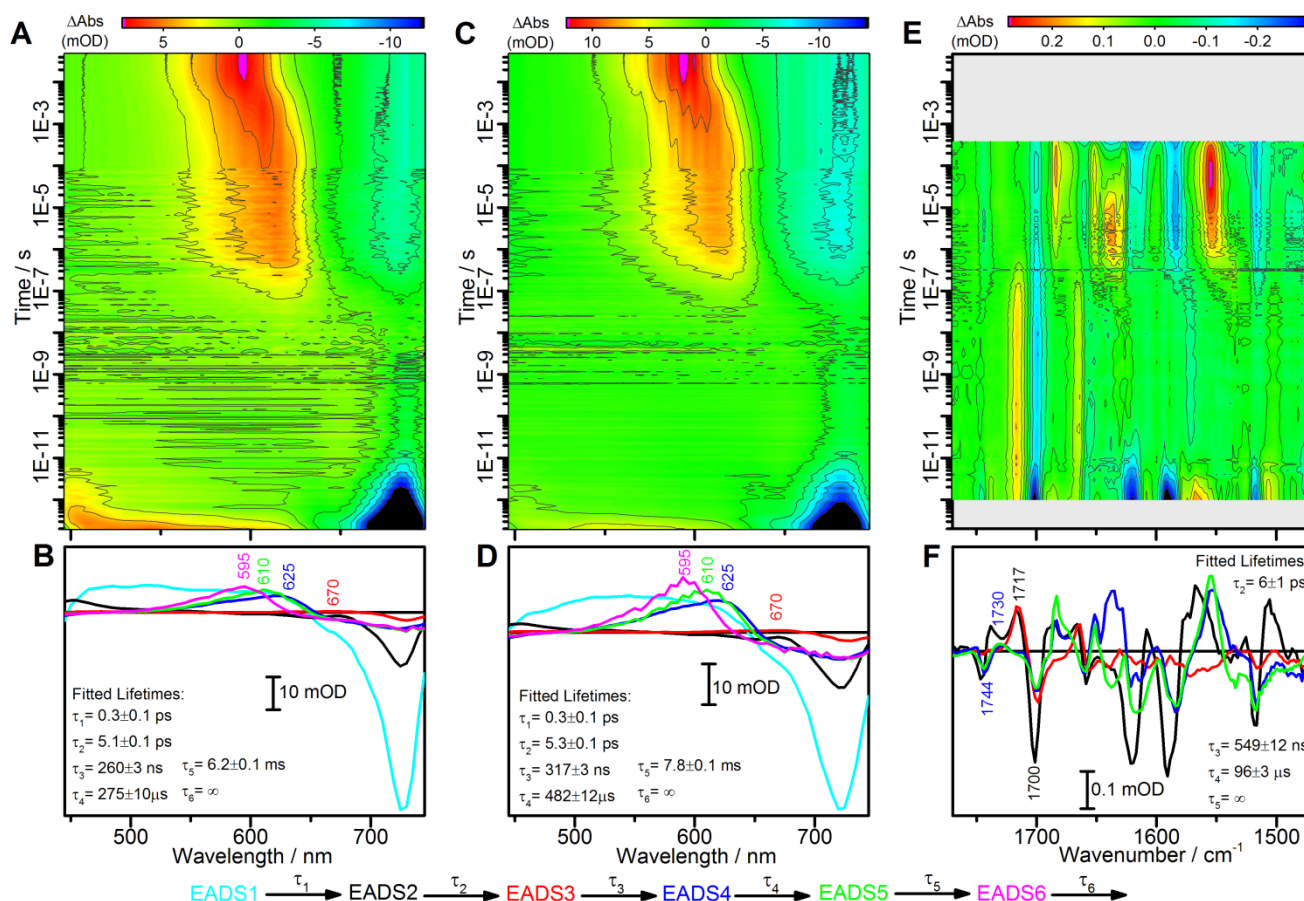 A
ΔAbs
(mOD)
5
0
-5
-10
Time / s
1E-3
1E-5
1E-7
1E-9
1E-11
C
ΔAbs
(mOD)
10
5
0
-5
-10
Time / s
1E-3
1E-5
1E-7
1E-9
1E-11
E
ΔAbs
(mOD)
0.2
0.1
0.0
-0.1
-0.2
Time / s
1E-3
1E-5
1E-7
1E-9
1E-11
B
595
610
625
670
10 mOD
Fitted Lifetimes:
τ1= 0.3±0.1 ps
τ2= 5.1±0.1 ps
τ3= 260±3 ns
τ5= 6.2±0.1 ms
τ4= 275±10μs
τ6= ∞
500
600
700
Wavelength / nm
D
595
610
625
670
10 mOD
Fitted Lifetimes:
τ1= 0.3±0.1 ps
τ2= 5.3±0.1 ps
τ3= 317±3 ns
τ5= 7.8±0.1 ms
τ4= 482±12μs
τ6= ∞
500
600
700
Wavelength / nm
F
Fitted Lifetimes
τ2= 6±1 ps
1730
1717
1744
1700
0.1 mOD
τ3= 549±12 ns
τ4= 96±3 μs
τ5= ∞
1700
1600
1500
Wavenumber / cm-1
EADS1 τ1 EADS2 τ2 EADS3 τ3 EADS4 τ4 EADS5 τ5 EADS6 τ6